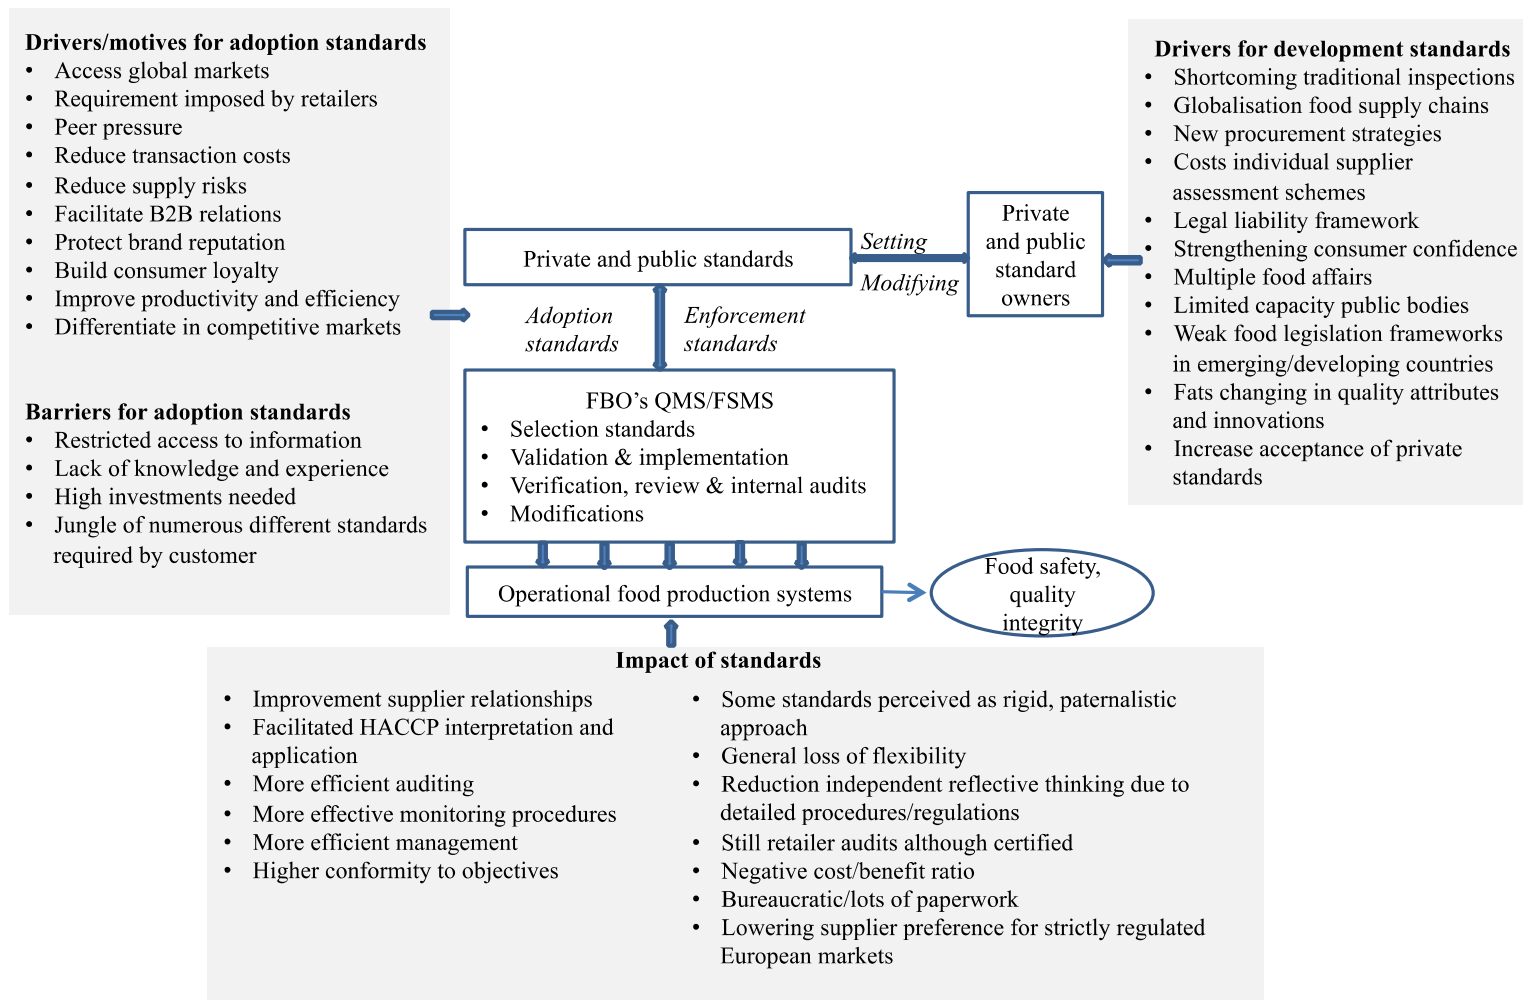 Drivers/motives for adoption standards
• Access global markets
• Requirement imposed by retailers
• Peer pressure
• Reduce transaction costs
• Reduce supply risks
• Facilitate B2B relations
• Protect brand reputation
• Build consumer loyalty
• Improve productivity and efficiency
• Differentiate in competitive markets
Barriers for adoption standards
• Restricted access to information
• Lack of knowledge and experience
• High investments needed
• Jungle of numerous different standards
required by customer
Private and public standards
Setting
Modifying
Private
and public
standard
owners
Adoption
standards
Enforcement
standards
FBO's QMS/FSMS
• Selection standards
• Validation & implementation
• Verification, review & internal audits
• Modifications
Operational food production systems
Food safety,
quality
integrity
Drivers for development standards
• Shortcoming traditional inspections
• Globalisation food supply chains
• New procurement strategies
• Costs individual supplier
assessment schemes
• Legal liability framework
• Strengthening consumer confidence
• Multiple food affairs
• Limited capacity public bodies
• Weak food legislation frameworks
in emerging/developing countries
• Fats changing in quality attributes
and innovations
• Increase acceptance of private
standards
Impact of standards
• Improvement supplier relationships
• Facilitated HACCP interpretation and
application
• More efficient auditing
• More effective monitoring procedures
• More efficient management
• Higher conformity to objectives
• Some standards perceived as rigid, paternalistic
approach
• General loss of flexibility
• Reduction independent reflective thinking due to
detailed procedures/regulations
• Still retailer audits although certified
• Negative cost/benefit ratio
• Bureaucratic/lots of paperwork
• Lowering supplier preference for strictly regulated
European markets